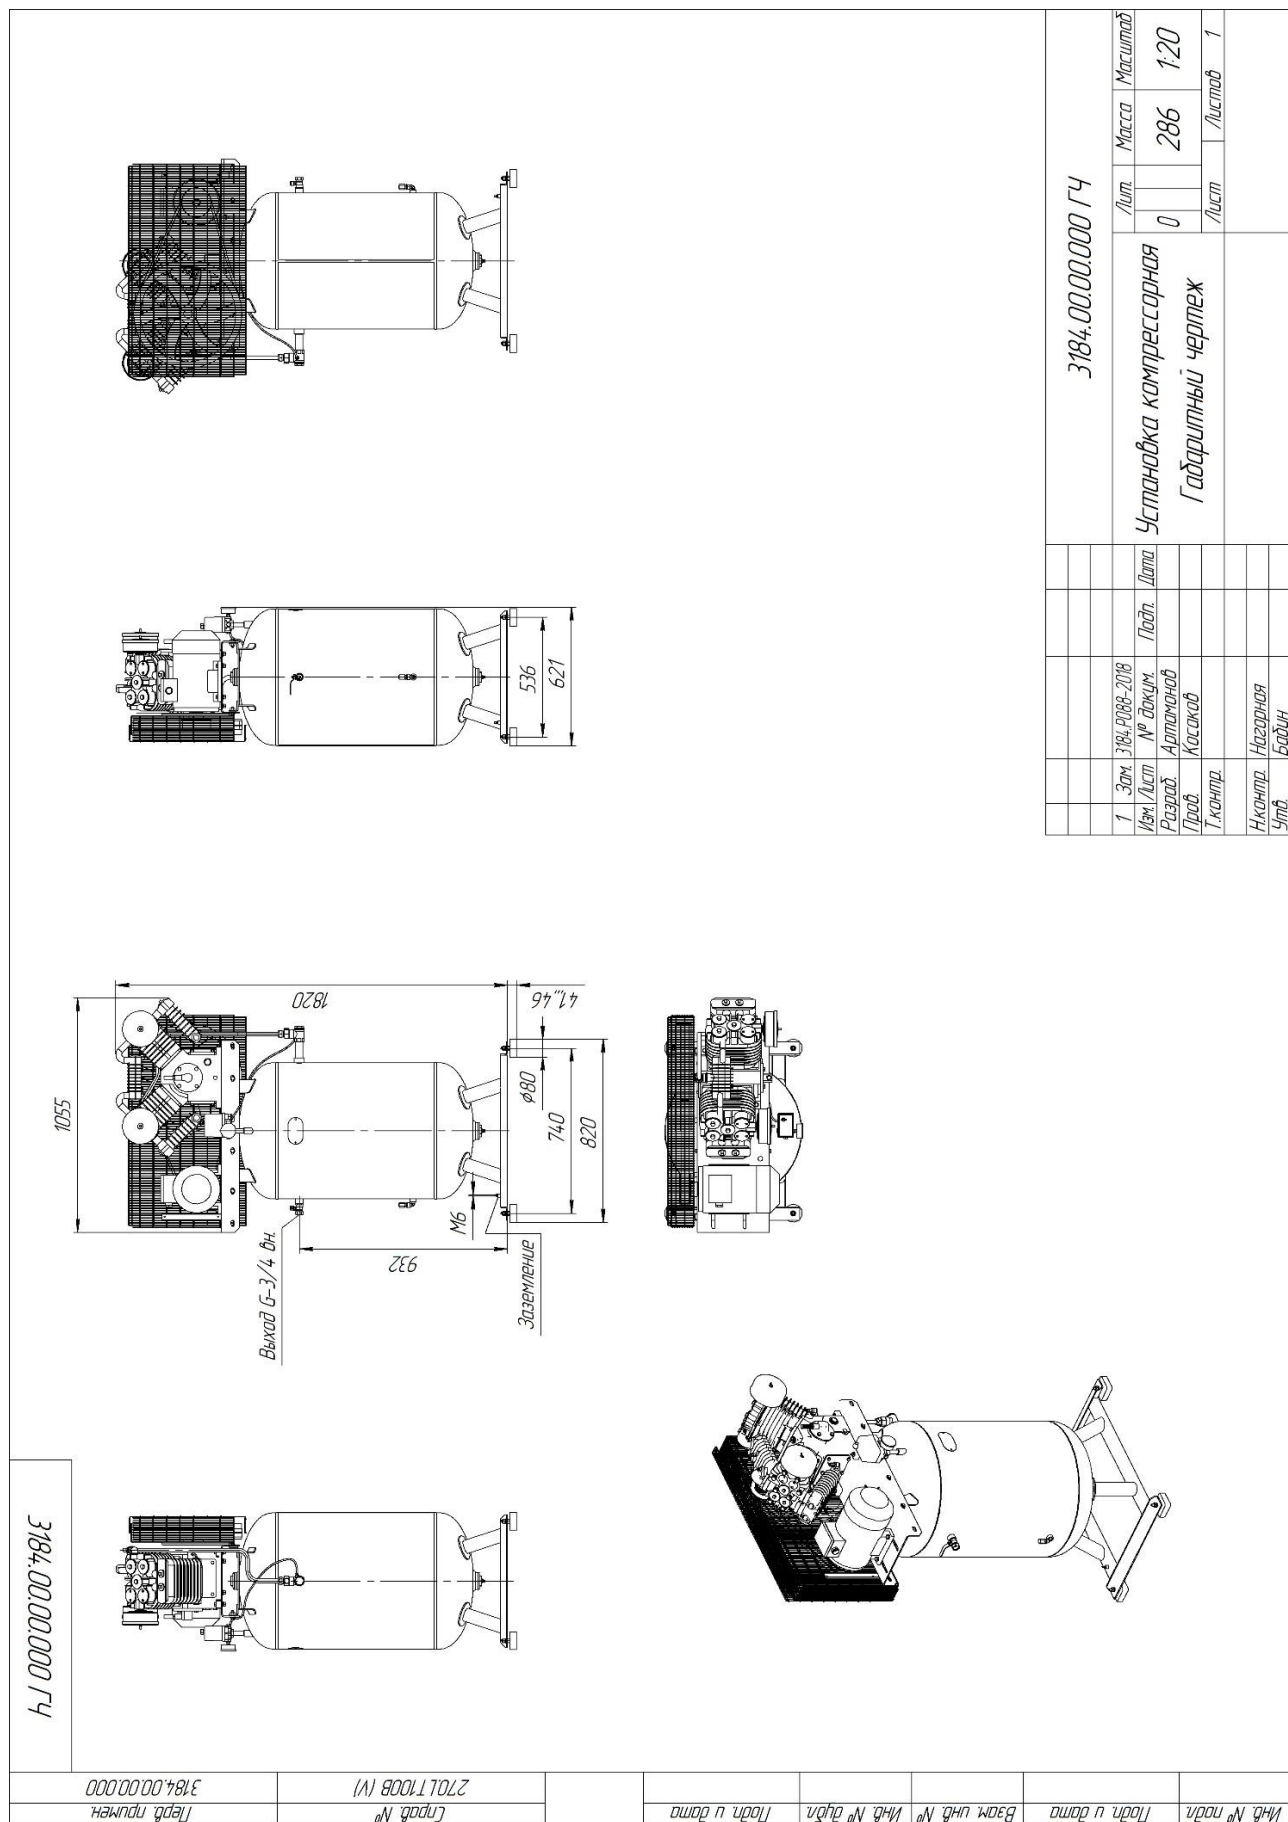 3184.00.00.000 ГЧ
Перв. примен.
3184.00.00.000
Справ. №
270LT100В (V)
Подп. и дата
Инв. № дубл.
Взам. инв. №
Подп. и дата
Инв. № подл.
1055
1820
41...46
⌀80
740
820
932
М6
Выход G-3/4 вн.
Заземление
536
621
3184.00.00.000 ГЧ
1 Зам. 3184.Р088-2018
Изм. Лист № докум. Подп. Дата
Разраб. Артамонов
Пров. Косаков
Т.контр.
Н.контр. Нагорная
Утв. Бабин
Установка компрессорная
Габаритный чертеж
Лит. Масса Масштаб
О 286 1:20
Лист Листов 1